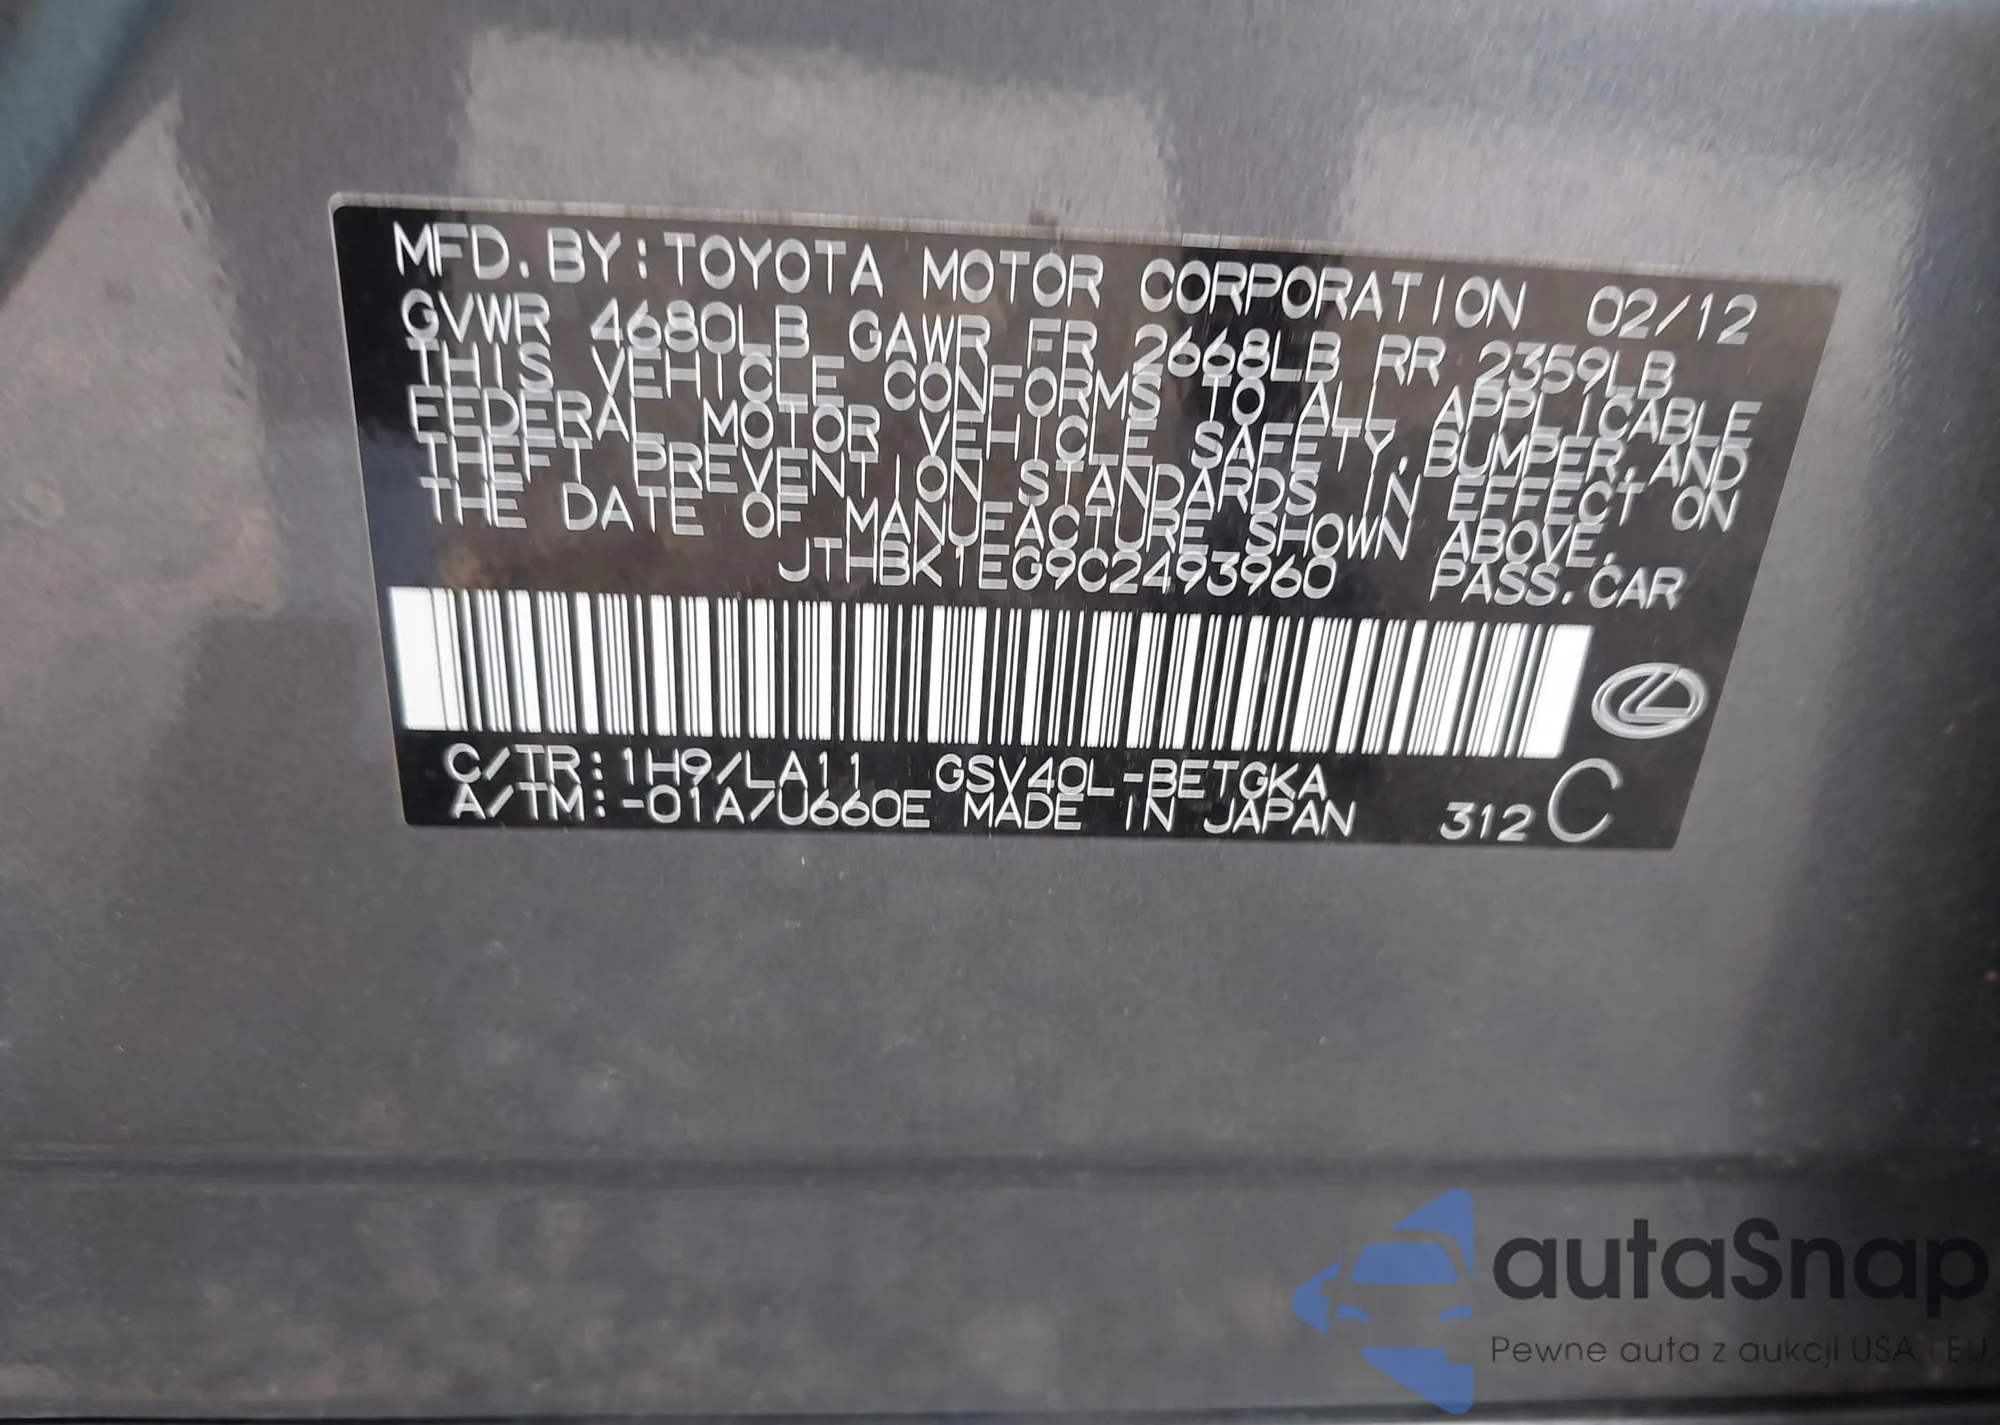 MFD. BY: TOYOTA MOTOR CORPORATION 02/12
GVWR 4680LB GAWR FR 2668LB RR 2359LB
THIS VEHICLE CONFORMS TO ALL APPLICABLE
FEDERAL MOTOR VEHICLE SAFETY, BUMPER, AND
THEFT PREVENTION STANDARDS IN EFFECT ON
THE DATE OF MANUFACTURE SHOWN ABOVE.
JTHBK1EG9C2493960 PASS. CAR
C/TR: 1H9/LA11 GSV40L-BETGKA
A/TM: -01A/U660E MADE IN JAPAN 312 C
autaSnap
Pewne auta z aukcji USA i EU